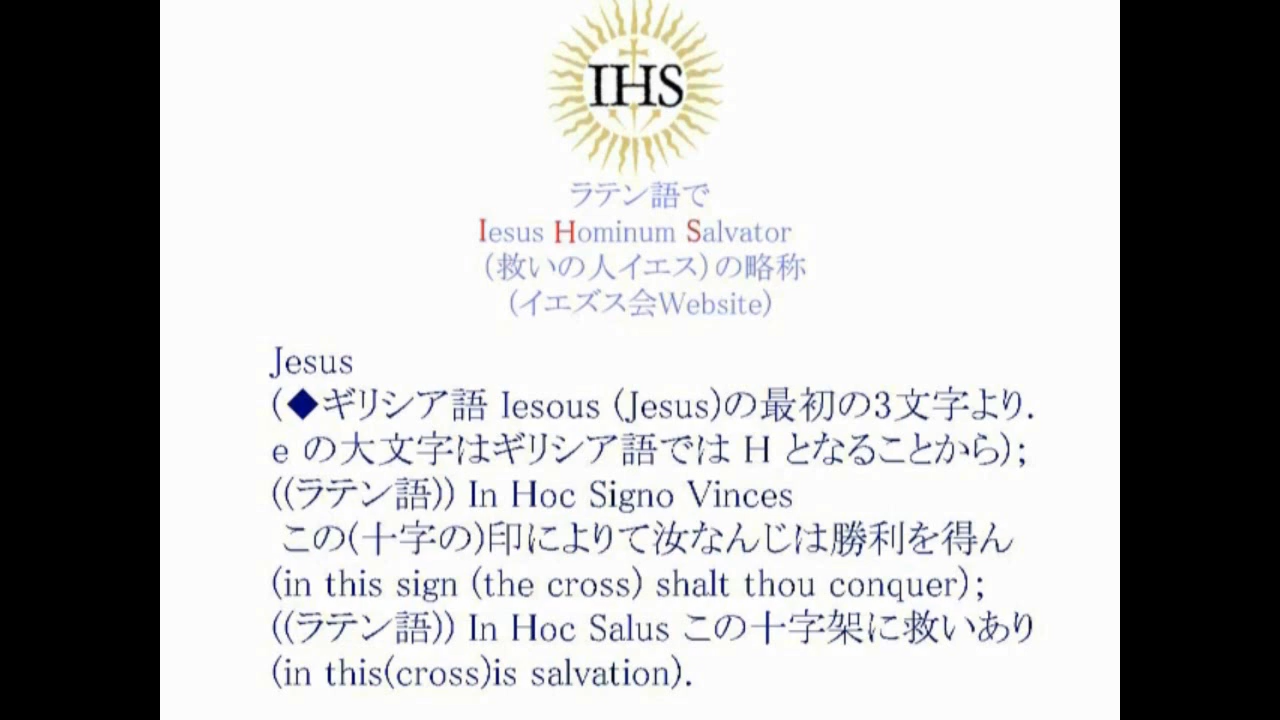 IHS
ラテン語で
Iesus Hominum Salvator
(救いの人イエス)の略称
(イエズス会Website)
Jesus
(◆ギリシア語 Iesous (Jesus)の最初の3文字より.
e の大文字はギリシア語では H となることから);
((ラテン語)) In Hoc Signo Vinces
この(十字の)印によりて汝なんじは勝利を得ん
(in this sign (the cross) shalt thou conquer);
((ラテン語)) In Hoc Salus この十字架に救いあり
(in this(cross)is salvation).